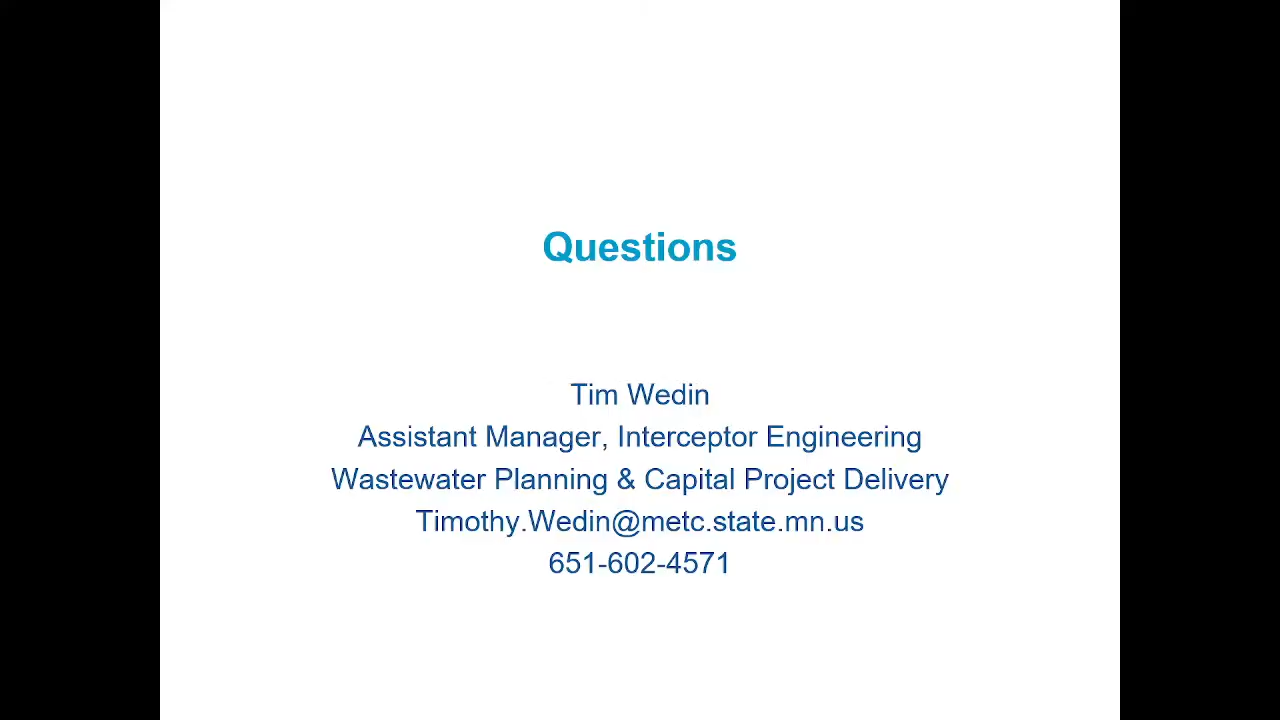 Questions
Tim Wedin
Assistant Manager, Interceptor Engineering
Wastewater Planning & Capital Project Delivery
Timothy.Wedin@metc.state.mn.us
651-602-4571